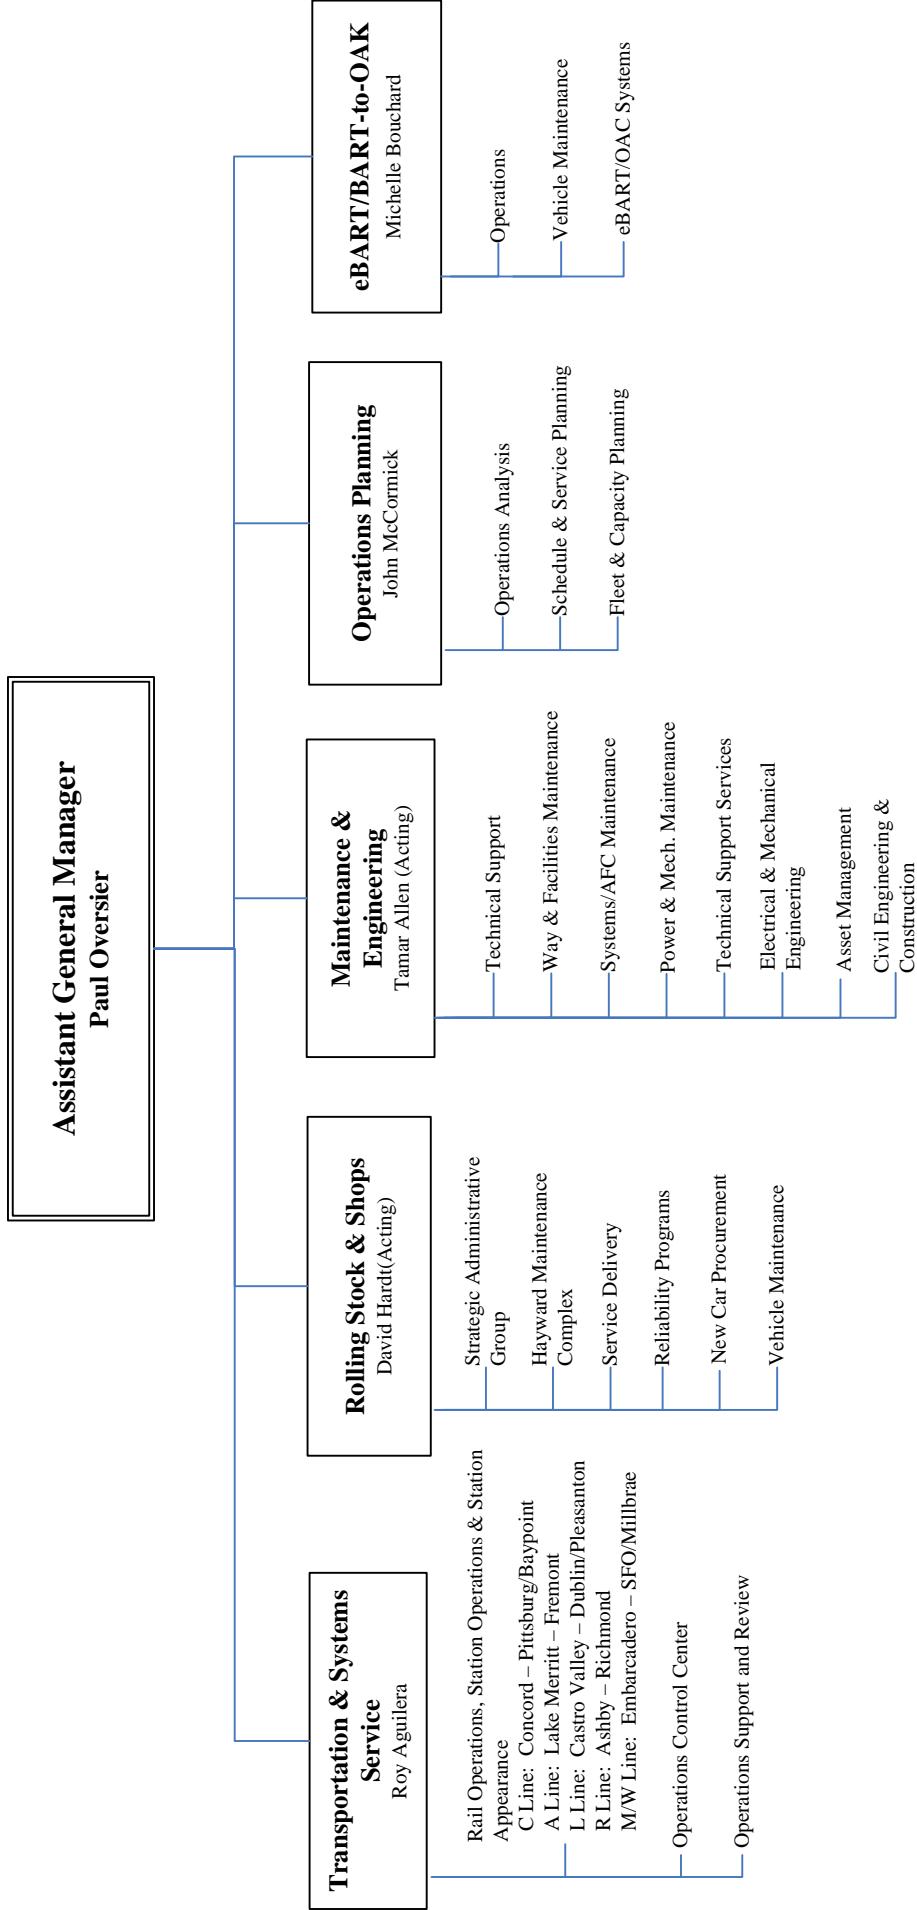 Assistant General Manager
Paul Oversier
Transportation & Systems
Service
Roy Aguilera
Rail Operations, Station Operations & Station
Appearance
C Line: Concord – Pittsburg/Baypoint
A Line: Lake Merritt – Fremont
L Line: Castro Valley – Dublin/Pleasanton
R Line: Ashby – Richmond
M/W Line: Embarcadero – SFO/Millbrae
Operations Control Center
Operations Support and Review
Rolling Stock & Shops
David Hardt(Acting)
Strategic Administrative
Group
Hayward Maintenance
Complex
Service Delivery
Reliability Programs
New Car Procurement
Vehicle Maintenance
Maintenance &
Engineering
Tamar Allen (Acting)
Technical Support
Way & Facilities Maintenance
Systems/AFC Maintenance
Power & Mech. Maintenance
Technical Support Services
Electrical & Mechanical
Engineering
Asset Management
Civil Engineering &
Construction
Operations Planning
John McCormick
Operations Analysis
Schedule & Service Planning
Fleet & Capacity Planning
eBART/BART-to-OAK
Michelle Bouchard
Operations
Vehicle Maintenance
eBART/OAC Systems